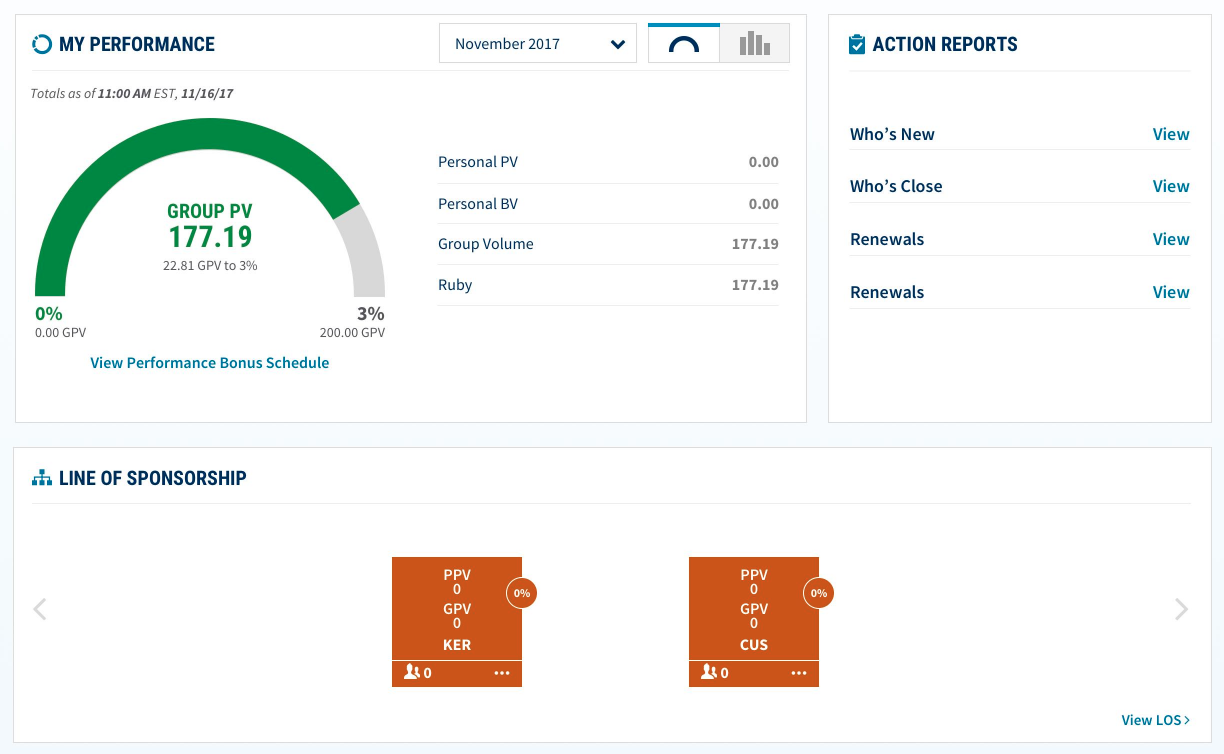 MY PERFORMANCE
November 2017
Totals as of 11:00 AM EST, 11/16/17
GROUP PV
177.19
22.81 GPV to 3%
0%
0.00 GPV
3%
200.00 GPV
View Performance Bonus Schedule
Personal PV 0.00
Personal BV 0.00
Group Volume 177.19
Ruby 177.19
ACTION REPORTS
Who’s New View
Who’s Close View
Renewals View
Renewals View
LINE OF SPONSORSHIP
PPV
0
GPV
0
KER
0%
0
PPV
0
GPV
0
CUS
0%
0
View LOS